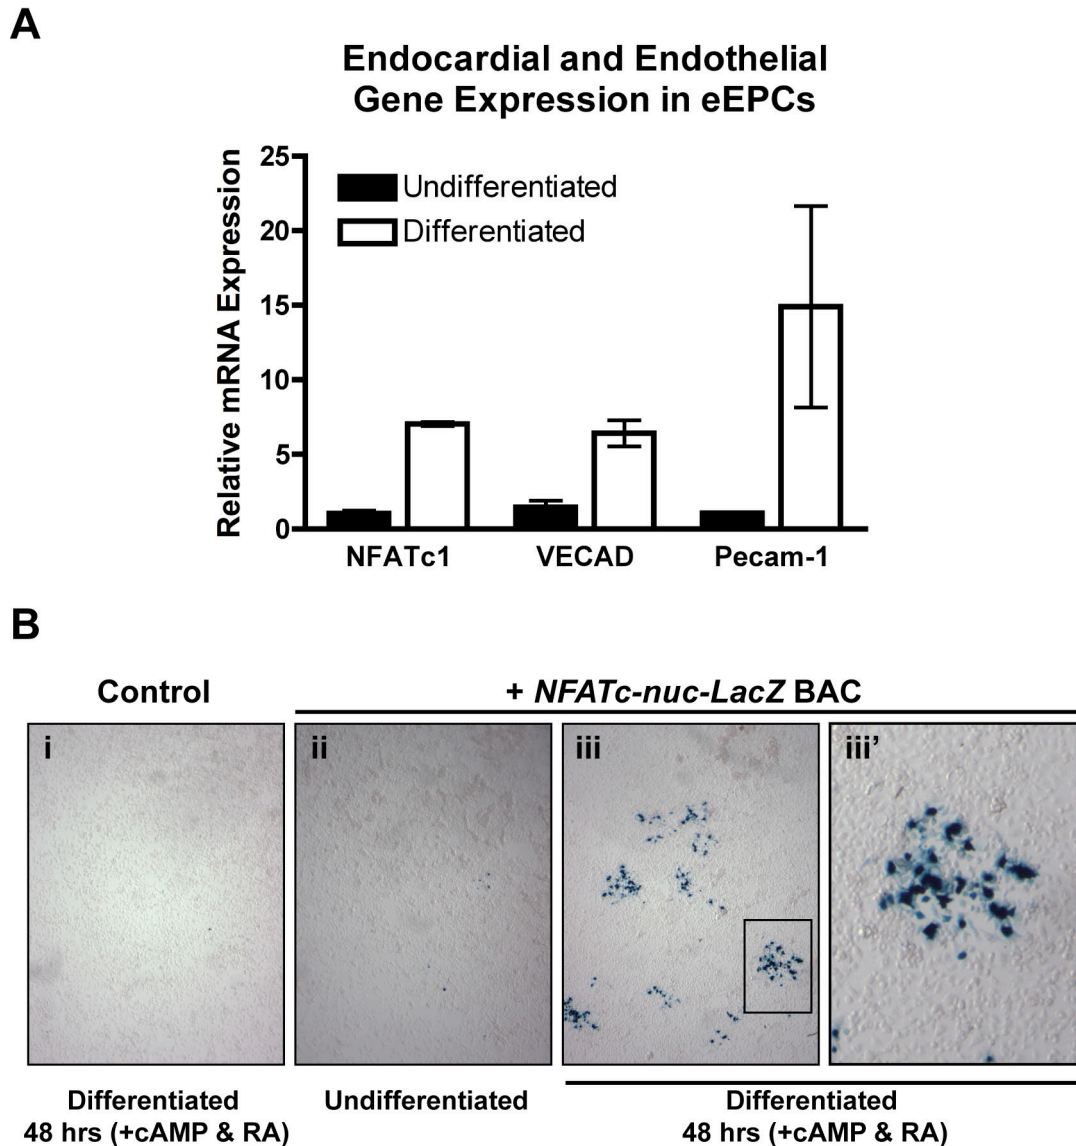 A
Endocardial and Endothelial
Gene Expression in eEPCs
Relative mRNA Expression
25
20
15
10
5
0
Undifferentiated
Differentiated
NFATc1 VECAD Pecam-1
B
Control
+ NFATc-nuc-LacZ BAC
i ii iii iii'
Differentiated
48 hrs (+cAMP & RA)
Undifferentiated
Differentiated
48 hrs (+cAMP & RA)